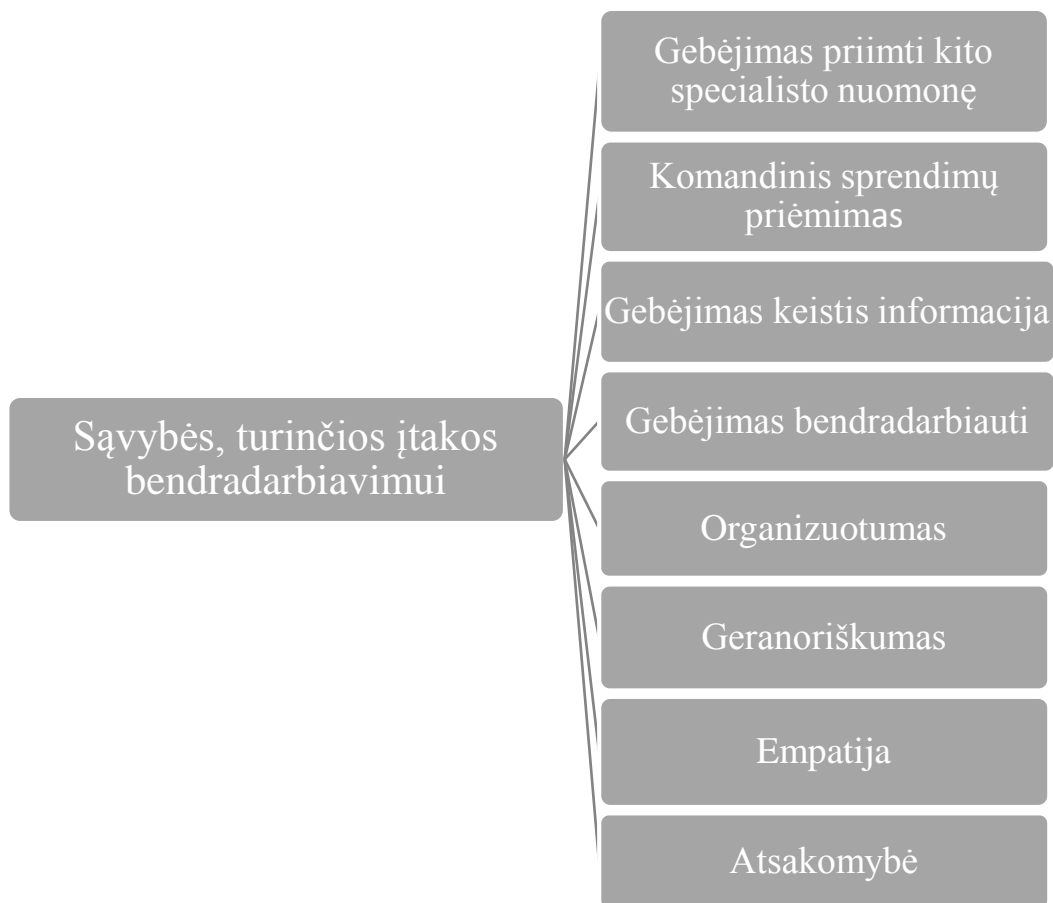 Gebėjimas priimti kito
specialisto nuomonę
Komandinis sprendimų
priėmimas
Gebėjimas keistis informacija
Gebėjimas bendradarbiauti
Sąvybės, turinčios įtakos
bendradarbiavimui
Organizuotumas
Geranoriškumas
Empatija
Atsakomybė